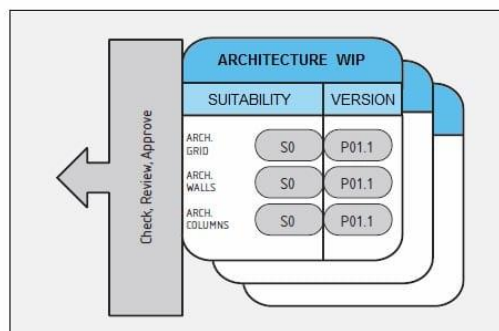 ARCHITECTURE WIP
SUITABILITY VERSION
ARCH.
GRID S0 P01.1
ARCH.
WALLS S0 P01.1
ARCH.
COLUMNS S0 P01.1
Check, Review, Approve